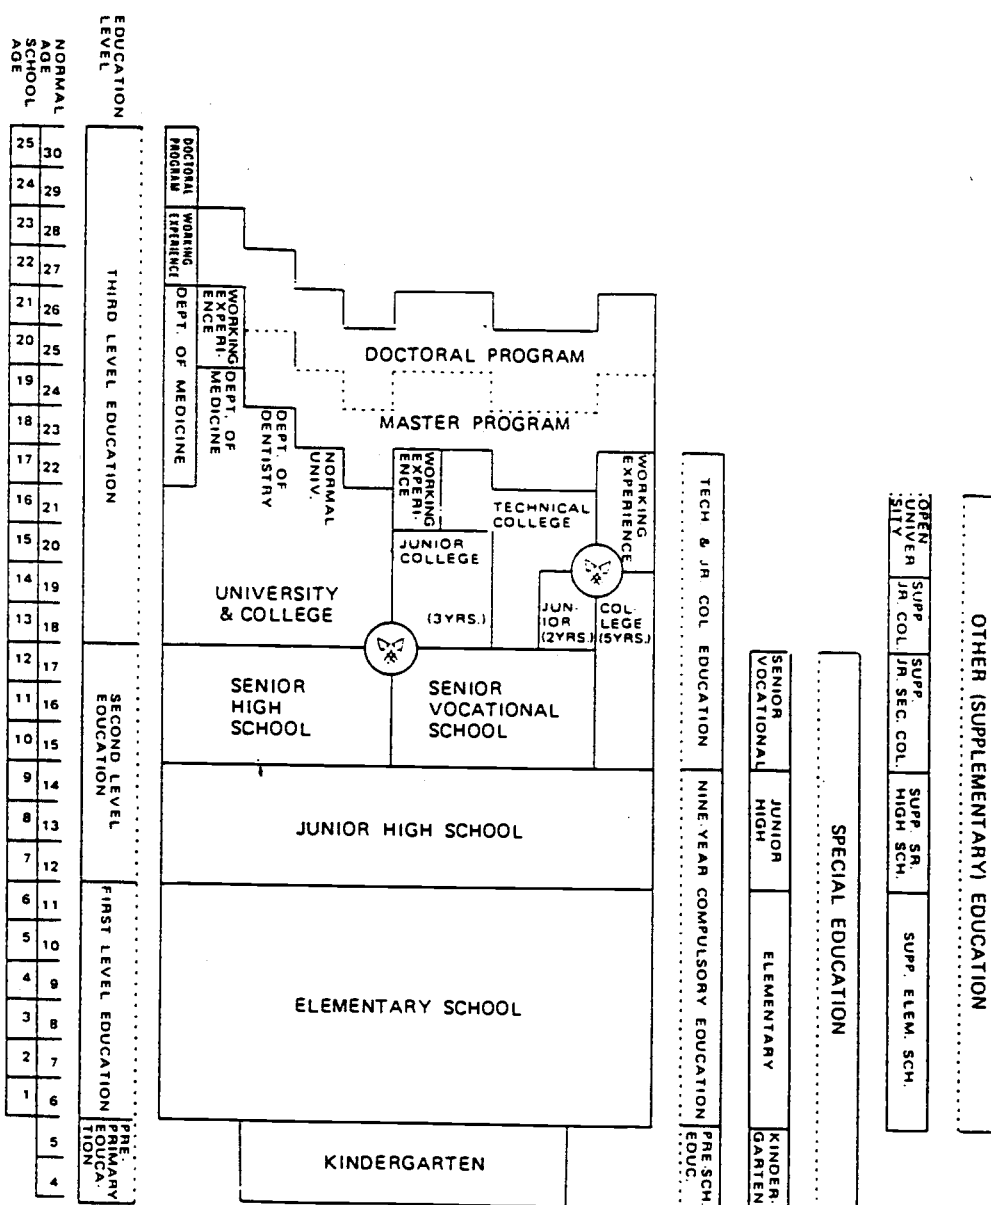 EDUCATION
LEVEL
NORMAL
AGE
SCHOOL
AGE
25 30
24 29
23 28
22 27
21 26
20 25
19 24
18 23
17 22
16 21
15 20
14 19
13 18
12 17
11 16
10 15
9 14
8 13
7 12
6 11
5 10
4 9
3 8
2 7
1 6
5
4
THIRD LEVEL EDUCATION
SECOND LEVEL
EDUCATION
FIRST LEVEL EDUCATION
PRE-
PRIMARY
EDUCA-
TION
DOCTORAL
PROGRAM
WORKING
EXPERIENCE
DEPT. OF MEDICINE
WORKING
EXPERI-
ENCE
DEPT. OF
MEDICINE
DEPT. OF
DENTISTRY
NORMAL
UNIV.
DOCTORAL PROGRAM
MASTER PROGRAM
WORKING
EXPERI-
ENCE
TECHNICAL
COLLEGE
WORKING
EXPERIENCE
JUNIOR
COLLEGE
(3YRS.)
UNIVERSITY
& COLLEGE
JUN-
IOR
(2YRS.)
COL-
LEGE
(5YRS.)
SENIOR
HIGH
SCHOOL
SENIOR
VOCATIONAL
SCHOOL
JUNIOR HIGH SCHOOL
ELEMENTARY SCHOOL
KINDERGARTEN
TECH & JR COL EDUCATION
NINE-YEAR COMPULSORY EDUCATION
PRE-SCH.
EDUC.
SENIOR
VOCATIONAL
JUNIOR
HIGH
ELEMENTARY
KINDER-
GARTEN
SPECIAL EDUCATION
OPEN
UNIVER
SITY
SUPP
JR. COL.
SUPP.
JR. SEC. COL.
SUPP. SR.
HIGH SCH.
SUPP. ELEM. SCH.
OTHER (SUPPLEMENTARY) EDUCATION